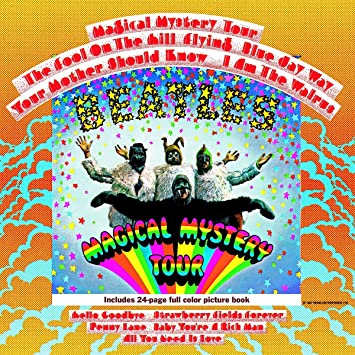 Magical Mystery Tour
The Fool On The Hill Flying Blue Jay Way
Your Mother Should Know I Am The Walrus
BEATLES
MAGICAL MYSTERY
TOUR
Includes 24-page full color picture book
Hello Goodbye Strawberry Fields Forever
Penny Lane Baby You're A Rich Man
All You Need Is Love